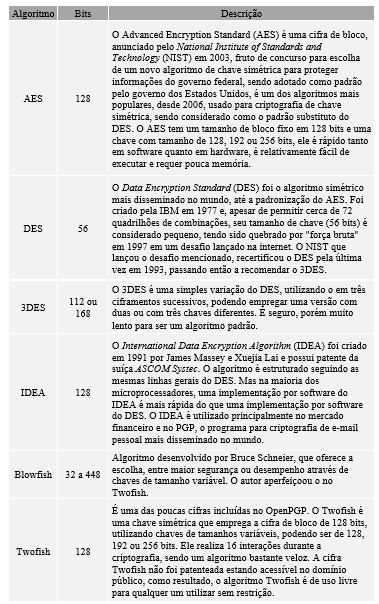 Algoritmo Bits Descrição
O Advanced Encryption Standard (AES) é uma cifra de bloco,
anunciado pelo National Institute of Standards and
Technology (NIST) em 2003, fruto de concurso para escolha
de um novo algoritmo de chave simétrica para proteger
informações do governo federal, sendo adotado como padrão
pelo governo dos Estados Unidos, é um dos algoritmos mais
AES 128 populares, desde 2006, usado para criptografia de chave
simétrica, sendo considerado como o padrão substituto do
DES. O AES tem um tamanho de bloco fixo em 128 bits e uma
chave com tamanho de 128, 192 ou 256 bits, ele é rápido tanto
em software quanto em hardware, é relativamente fácil de
executar e requer pouca memória.
O Data Encryption Standard (DES) foi o algoritmo simétrico
mais disseminado no mundo, até a padronização do AES. Foi
criado pela IBM em 1977 e, apesar de permitir cerca de 72
quadrilhões de combinações, seu tamanho de chave (56 bits) é
DES 56 considerado pequeno, tendo sido quebrado por "força bruta"
em 1997 em um desafio lançado na internet. O NIST que
lançou o desafio mencionado, recertificou o DES pela última
vez em 1993, passando então a recomendar o 3DES.
O 3DES é uma simples variação do DES, utilizando o em três
3DES 112 ou 168 ciframentos sucessivos, podendo empregar uma versão com
duas ou com três chaves diferentes. É seguro, porém muito
lento para ser um algoritmo padrão.
O International Data Encryption Algorithm (IDEA) foi criado
em 1991 por James Massey e Xuejia Lai e possui patente da
suíça ASCOM Systec. O algoritmo é estruturado seguindo as
mesmas linhas gerais do DES. Mas na maioria dos
IDEA 128 microprocessadores, uma implementação por software do
IDEA é mais rápida do que uma implementação por software
do DES. O IDEA é utilizado principalmente no mercado
financeiro e no PGP, o programa para criptografia de e-mail
pessoal mais disseminado no mundo.
Algoritmo desenvolvido por Bruce Schneier, que oferece a
Blowfish 32 a 448 escolha, entre maior segurança ou desempenho através de
chaves de tamanho variável. O autor aperfeiçoou o no
Twofish.
É uma das poucas cifras incluídas no OpenPGP. O Twofish é
uma chave simétrica que emprega a cifra de bloco de 128 bits,
utilizando chaves de tamanhos variáveis, podendo ser de 128,
192 ou 256 bits. Ele realiza 16 interações durante a
Twofish 128 criptografia, sendo um algoritmo bastante veloz. A cifra
Twofish não foi patenteada estando acessível no domínio
público, como resultado, o algoritmo Twofish é de uso livre
para qualquer um utilizar sem restrição.